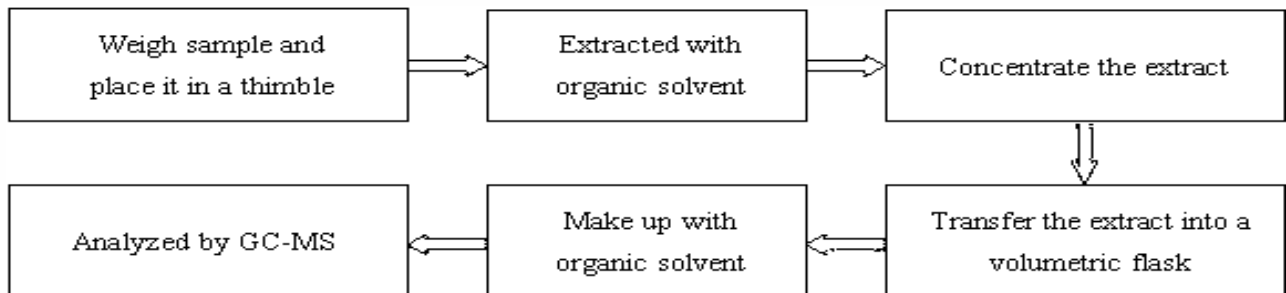 Weigh sample and
place it in a thimble
Extracted with
organic solvent
Concentrate the extract
Transfer the extract into a
volumetric flask
Make up with
organic solvent
Analyzed by GC-MS